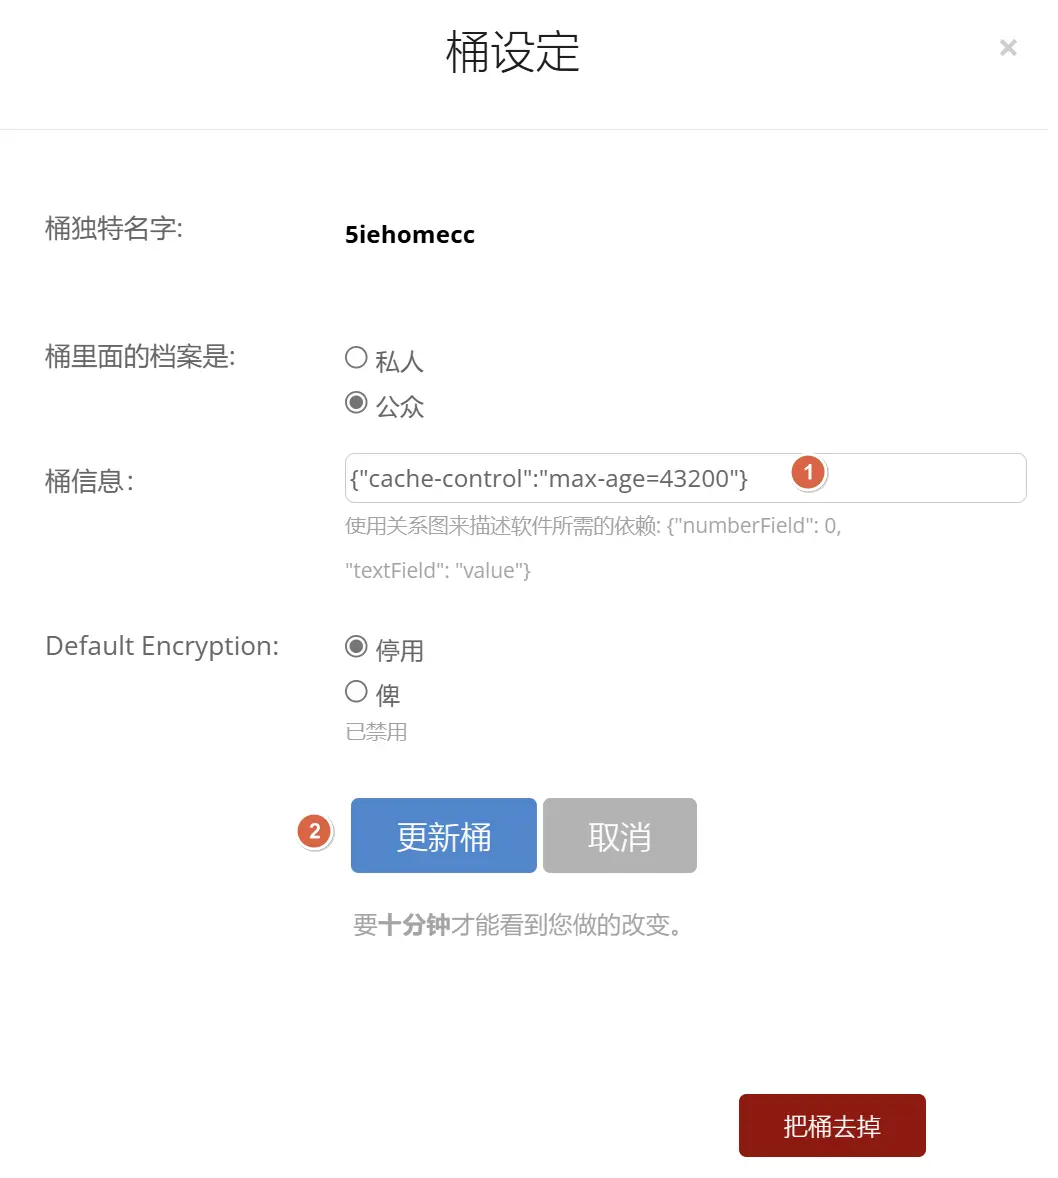 桶设定
×
桶独特名字:
5iehomecc
桶里面的档案是:
私人
公众
桶信息:
{"cache-control":"max-age=43200"}
1
使用关系图来描述软件所需的依赖: {"numberField": 0,
"textField": "value"}
Default Encryption:
停用
俾
已禁用
2
更新桶
取消
要十分钟才能看到您做的改变。
把桶去掉